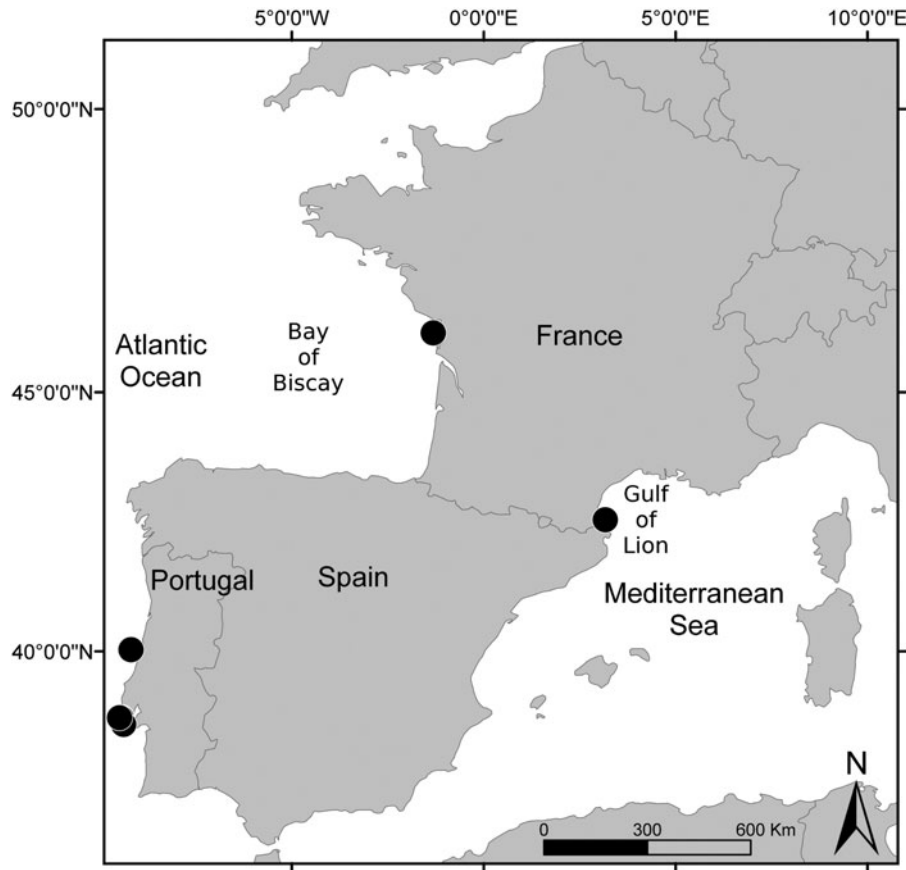 5°0'0"W
0°0'0"E
5°0'0"E
10°0'0"E
50°0'0"N
45°0'0"N
40°0'0"N
Atlantic
Ocean
Bay
of
Biscay
France
Gulf
of
Lion
Portugal
Spain
Mediterranean
Sea
N
0
300
600 Km